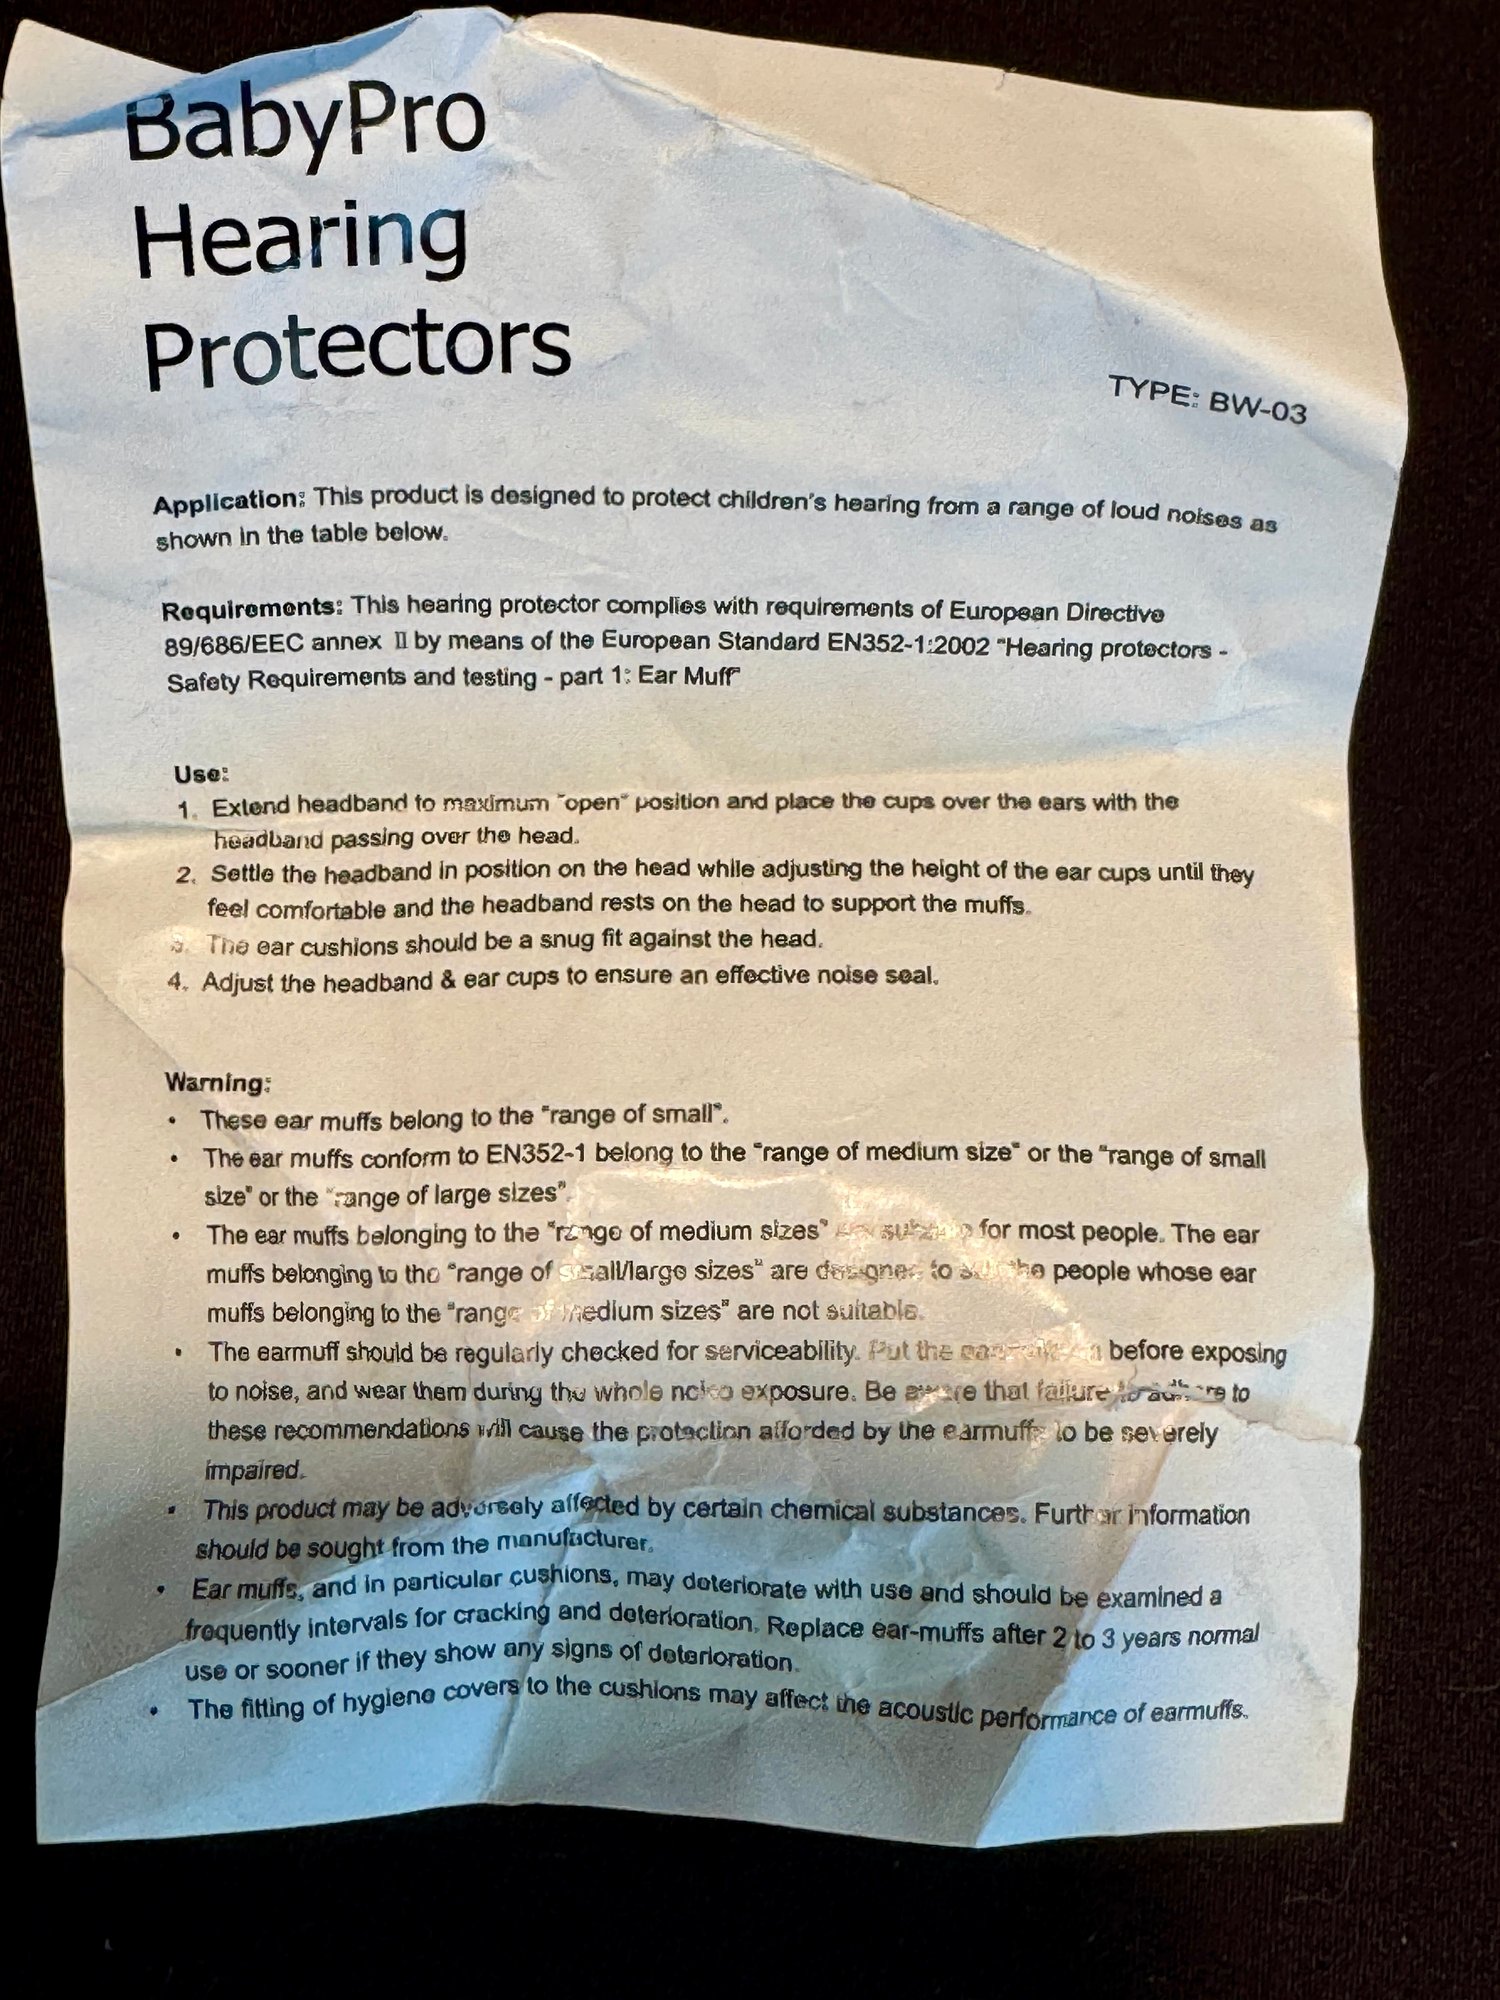 BabyPro
Hearing
Protectors
TYPE: BW-03
Application: This product is designed to protect children's hearing from a range of loud noises as
shown in the table below.
Requirements: This hearing protector complies with requirements of European Directive
89/686/EEC annex II by means of the European Standard EN352-1:2002 "Hearing protectors -
Safety Requirements and testing - part 1: Ear Muff"
Use:
1. Extend headband to maximum "open" position and place the cups over the ears with the
headband passing over the head.
2. Settle the headband in position on the head while adjusting the height of the ear cups until they
feel comfortable and the headband rests on the head to support the muffs.
3. The ear cushions should be a snug fit against the head.
4. Adjust the headband & ear cups to ensure an effective noise seal.
Warning:
• These ear muffs belong to the "range of small".
• The ear muffs conform to EN352-1 belong to the "range of medium size" or the "range of small
size" or the "range of large sizes".
• The ear muffs belonging to the "range of medium sizes" for most people. The ear
muffs belonging to the "range of small/large sizes" are designed to the people whose ear
muffs belonging to the "range of medium sizes" are not suitable.
• The earmuff should be regularly checked for serviceability. Put the before exposing
to noise, and wear them during the whole noise exposure. Be aware that failure to adhere to
these recommendations will cause the protection afforded by the earmuffs to be severely
impaired.
• This product may be adversely affected by certain chemical substances. Further information
should be sought from the manufacturer.
• Ear muffs, and in particular cushions, may deteriorate with use and should be examined a
frequently intervals for cracking and deterioration. Replace ear-muffs after 2 to 3 years normal
use or sooner if they show any signs of deterioration.
• The fitting of hygiene covers to the cushions may affect the acoustic performance of earmuffs.